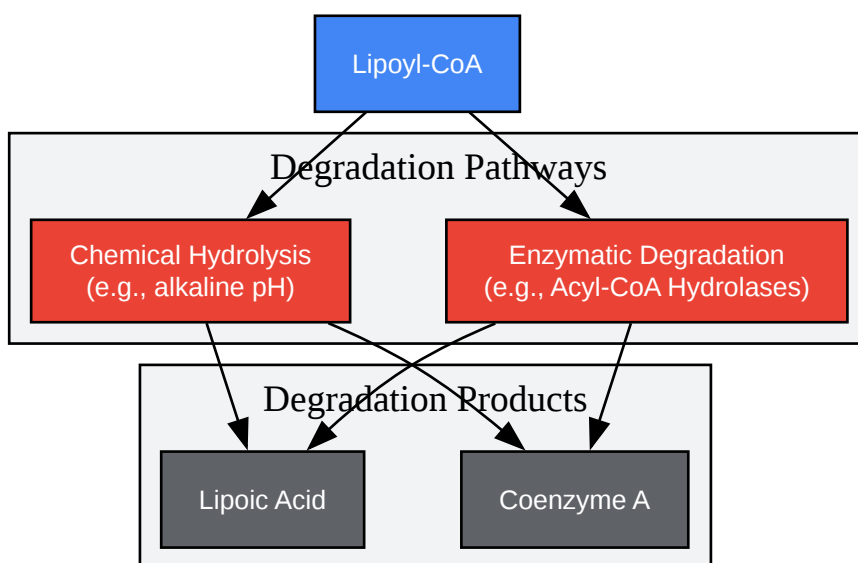 Lipoyl-CoA
Degradation Pathways
Chemical Hydrolysis
(e.g., alkaline pH)
Enzymatic Degradation
(e.g., Acyl-CoA Hydrolases)
Degradation Products
Lipoic Acid
Coenzyme A